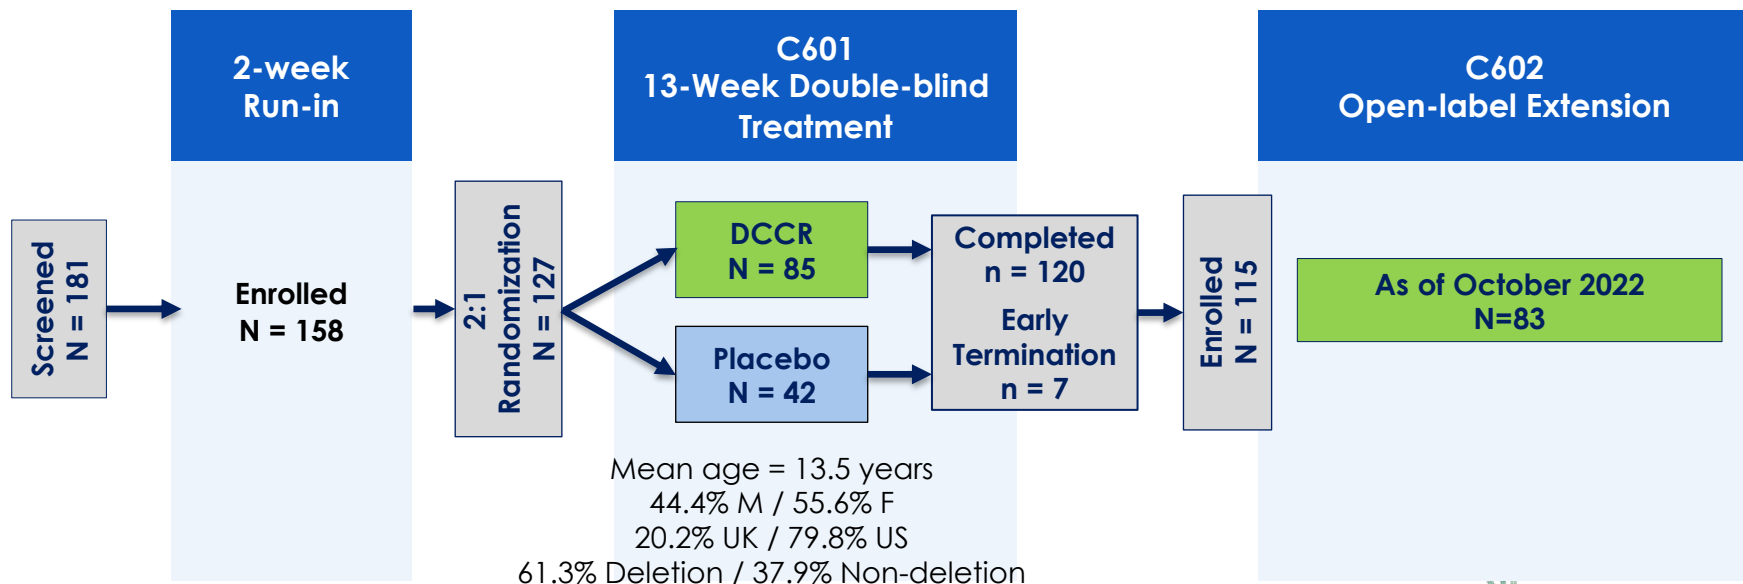 2-week
Run-in
C601
13-Week Double-blind
Treatment
C602
Open-label Extension
Screened
N = 181
Enrolled
N = 158
2:1
Randomization
N = 127
DCCR
N = 85
Placebo
N = 42
Completed
n = 120
Early
Termination
n = 7
Enrolled
N = 115
As of October 2022
N=83
Mean age = 13.5 years
44.4% M / 55.6% F
20.2% UK / 79.8% US
61.3% Deletion / 37.9% Non-deletion